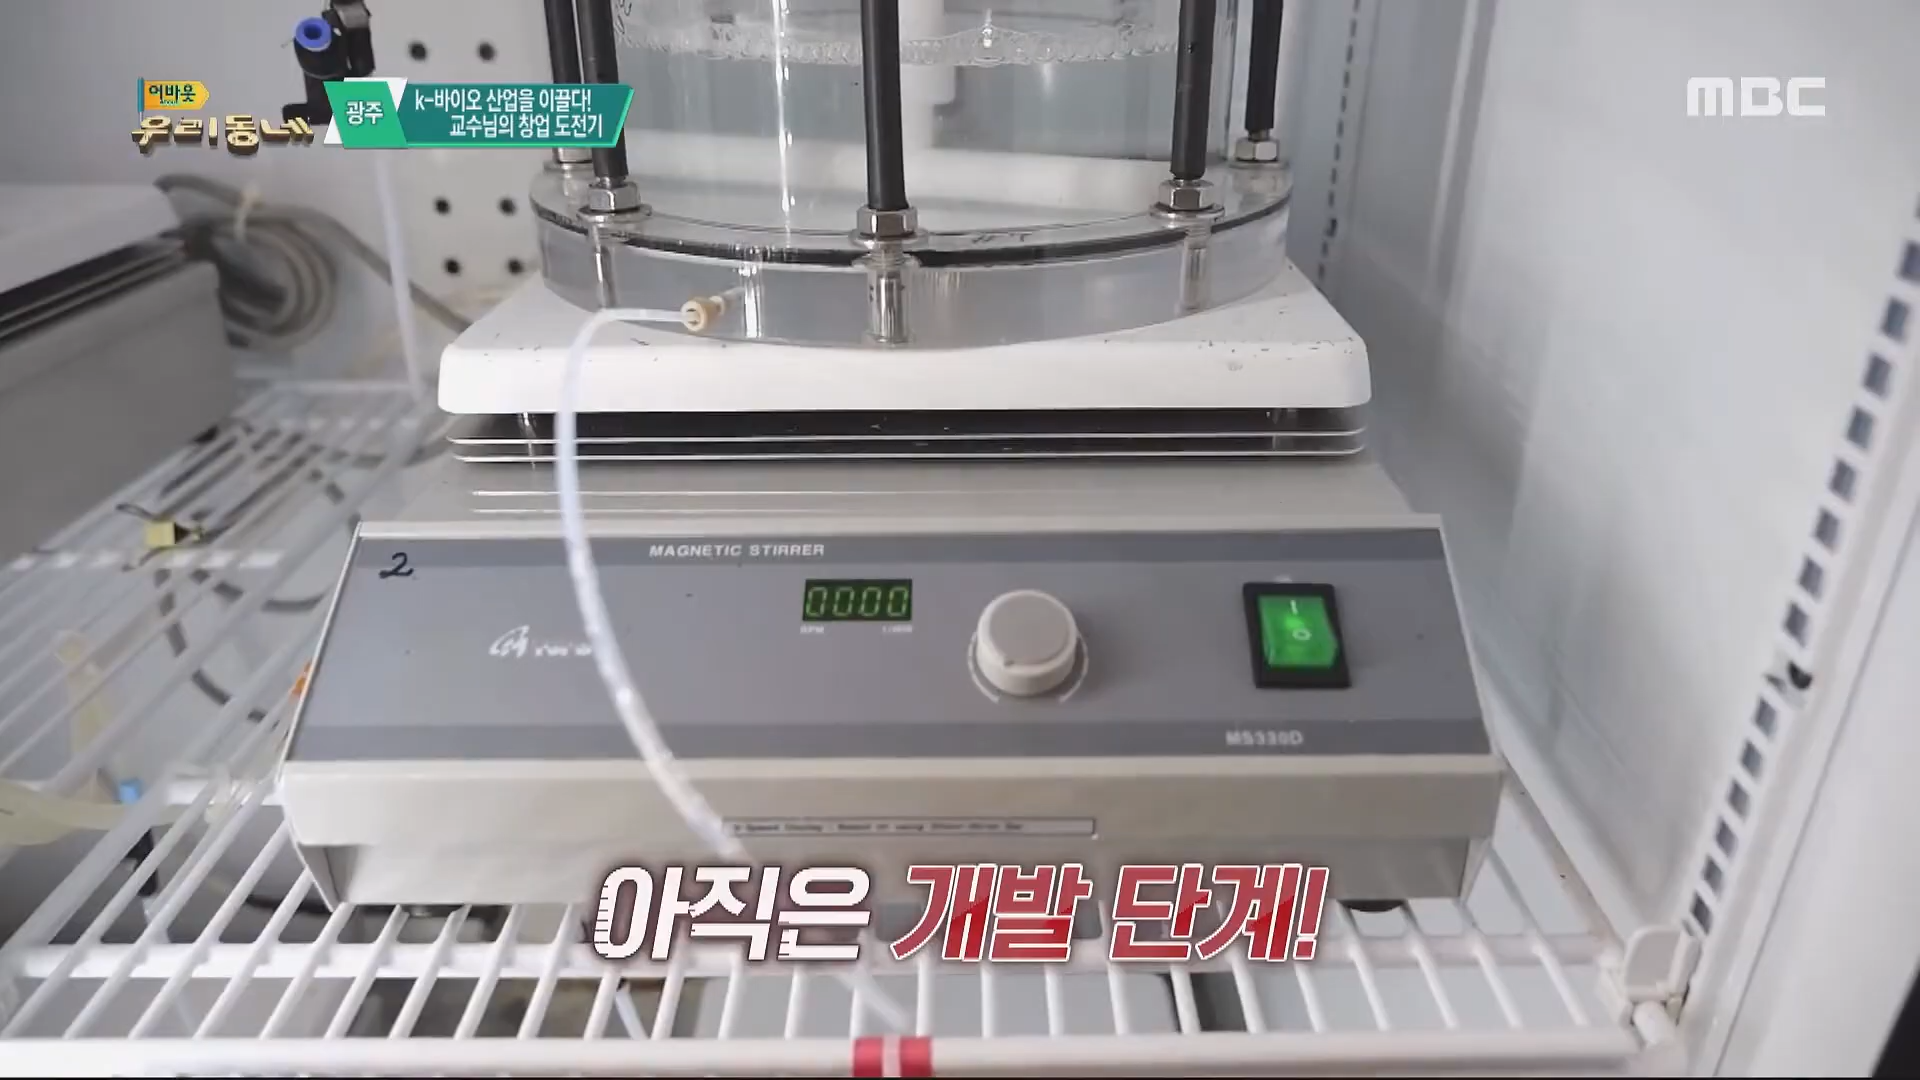 어바웃
우리동네
광주
k-바이오 산업을 이끌다!
교수님의 창업 도전기
MBC
2
MAGNETIC STIRRER
0000
RPM
아직은 개발 단계!